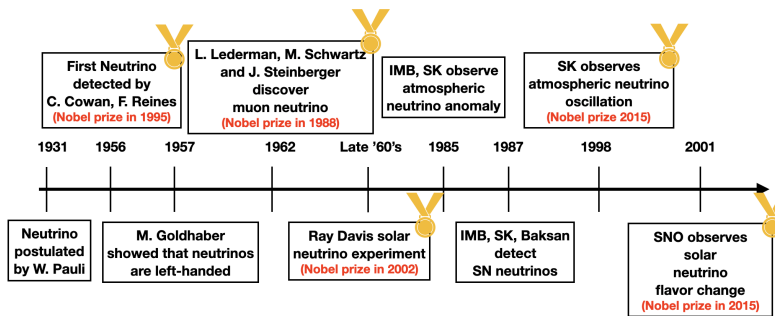 First Neutrino
detected by
C. Cowan, F. Reines
(Nobel prize in 1995)
L. Lederman, M. Schwartz
and J. Steinberger
discover
muon neutrino
(Nobel prize in 1988)
IMB, SK observe
atmospheric
neutrino anomaly
SK observes
atmospheric neutrino
oscillation
(Nobel prize 2015)
1931 1956 1957 1962 Late '60's 1985 1987 1998 2001
Neutrino
postulated
by W. Pauli
M. Goldhaber
showed that neutrinos
are left-handed
Ray Davis solar
neutrino experiment
(Nobel prize in 2002)
IMB, SK, Baksan
detect
SN neutrinos
SNO observes
solar
neutrino
flavor change
(Nobel prize in 2015)